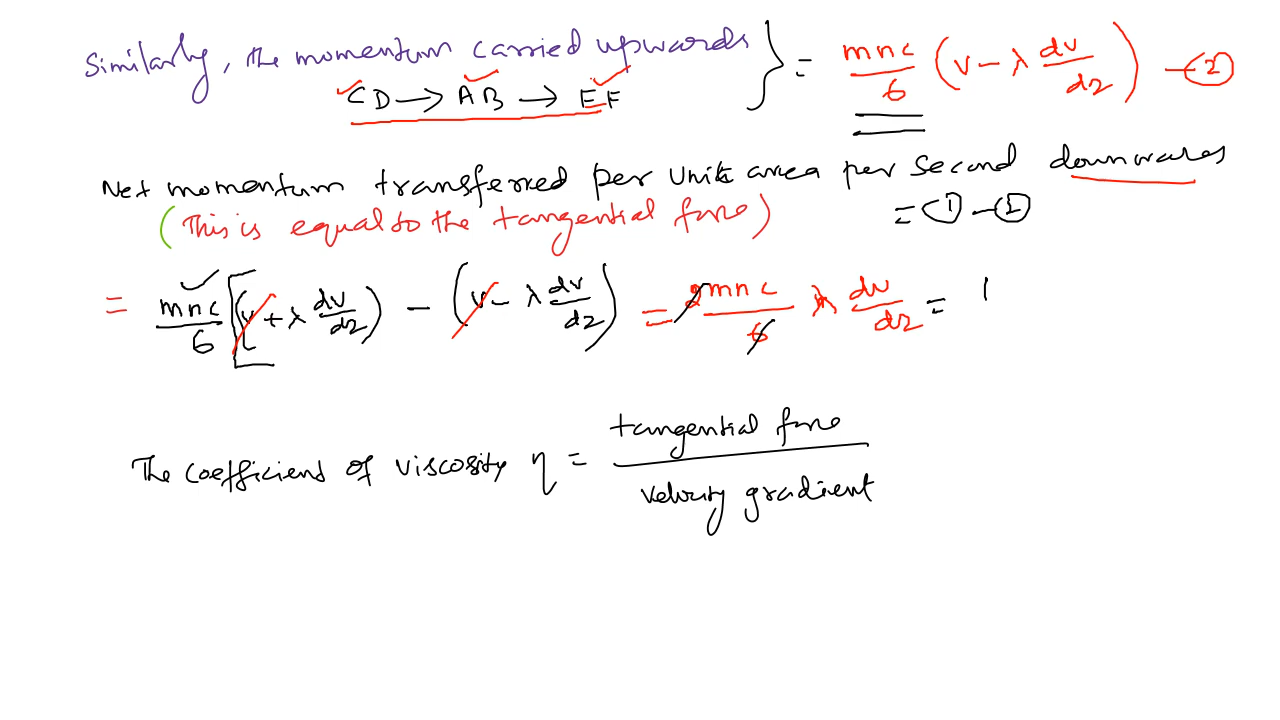 Similarly, the momentum carried upwards
CD → AB → EF } = mnc/6 (v − λ dv/dz) —②
Net momentum transferred per Unit area per second downwards
(This is equal to the tangential force) = ① − ②
= mnc/6 [(v + λ dv/dz) − (v − λ dv/dz) = 2mnc/6 λ dv/dz = 1
The coefficient of viscosity η = tangential force / velocity gradient